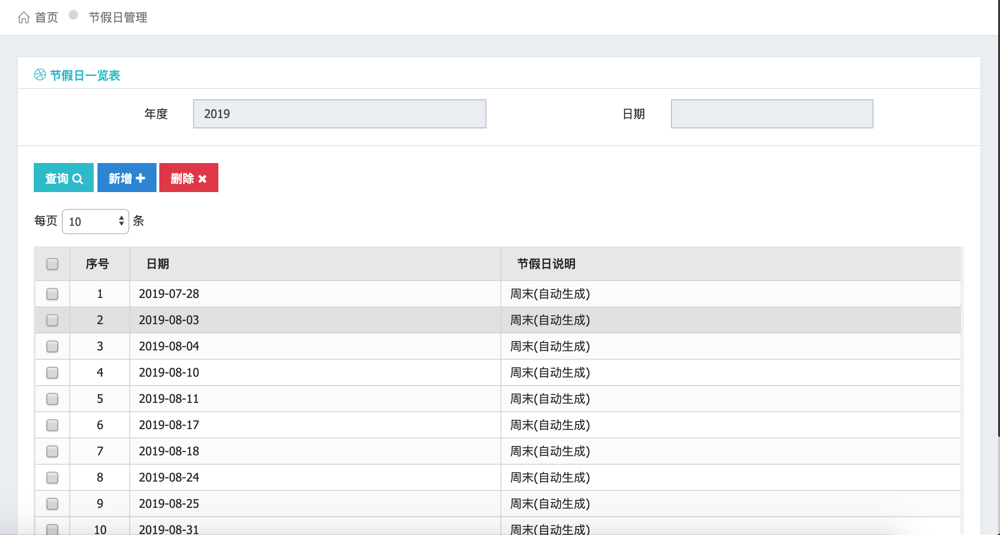 首页 节假日管理
节假日一览表
年度 2019 日期
查询 新增 删除
每页 10 条
序号 日期 节假日说明
1 2019-07-28 周末(自动生成)
2 2019-08-03 周末(自动生成)
3 2019-08-04 周末(自动生成)
4 2019-08-10 周末(自动生成)
5 2019-08-11 周末(自动生成)
6 2019-08-17 周末(自动生成)
7 2019-08-18 周末(自动生成)
8 2019-08-24 周末(自动生成)
9 2019-08-25 周末(自动生成)
10 2019-08-31 周末(自动生成)